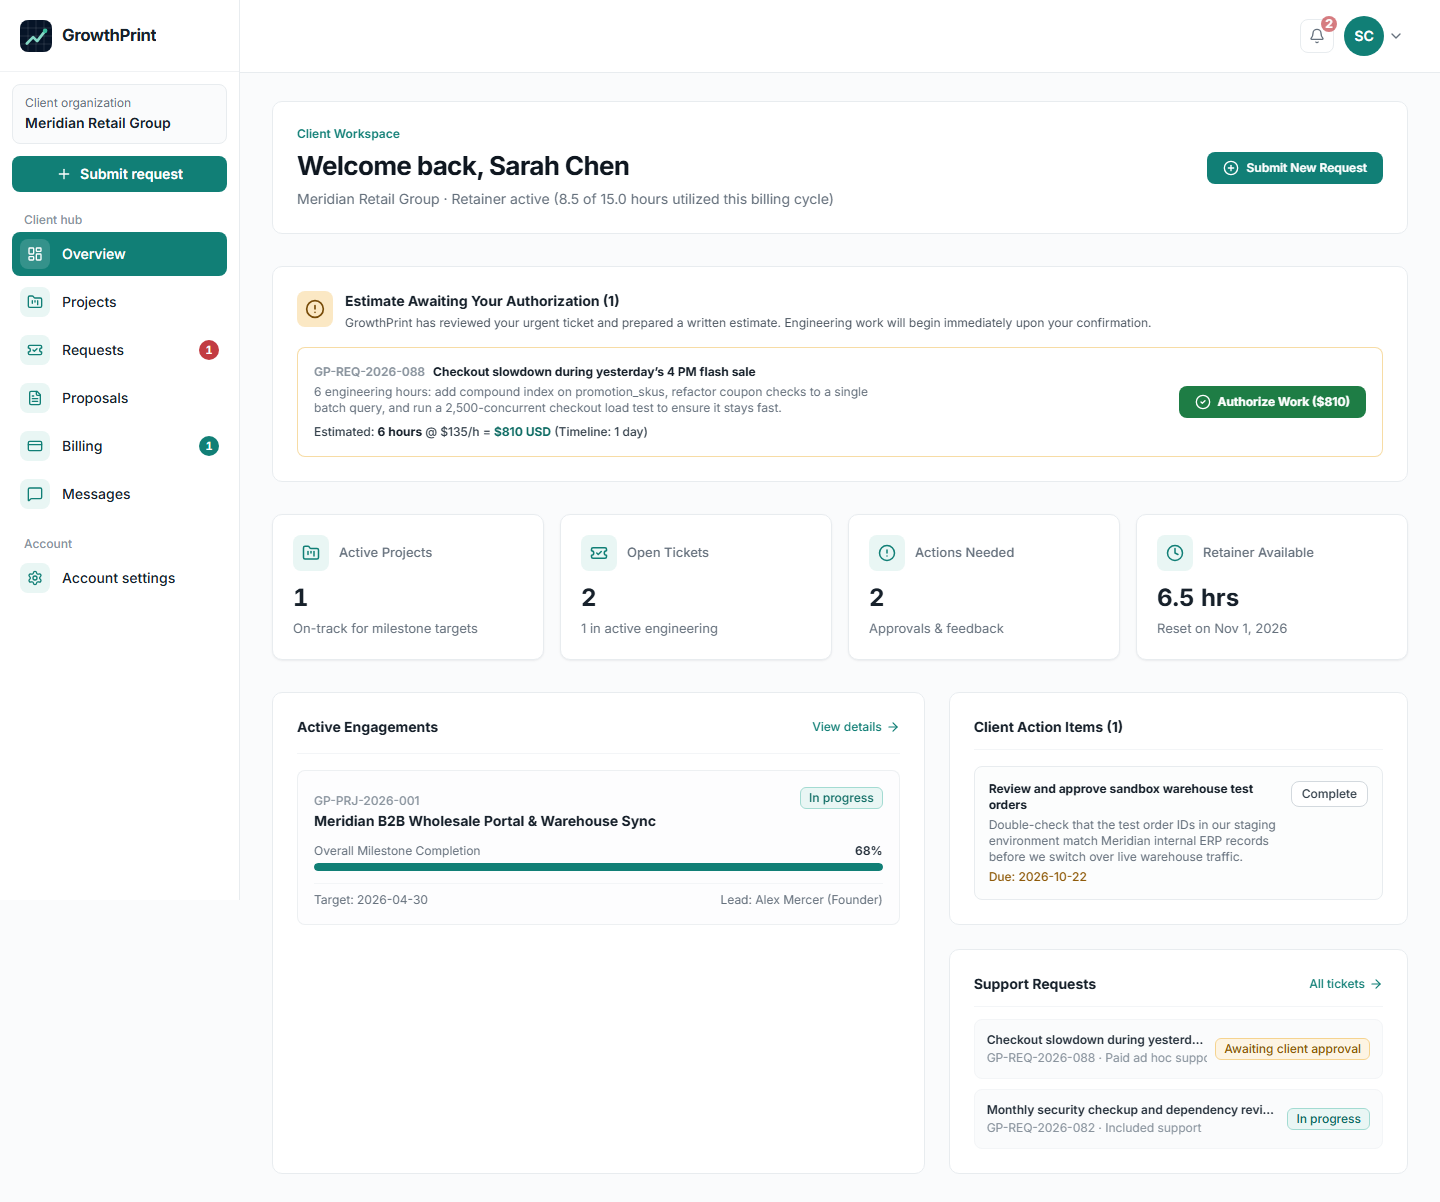 GrowthPrint
2
SC
Client organization
Meridian Retail Group
Submit request
Client hub
Overview
Projects
Requests
1
Proposals
Billing
1
Messages
Account
Account settings
Client Workspace
Welcome back, Sarah Chen
Meridian Retail Group · Retainer active (8.5 of 15.0 hours utilized this billing cycle)
Submit New Request
Estimate Awaiting Your Authorization (1)
GrowthPrint has reviewed your urgent ticket and prepared a written estimate. Engineering work will begin immediately upon your confirmation.
GP-REQ-2026-088 Checkout slowdown during yesterday’s 4 PM flash sale
6 engineering hours: add compound index on promotion_skus, refactor coupon checks to a single
batch query, and run a 2,500-concurrent checkout load test to ensure it stays fast.
Estimated: 6 hours @ $135/h = $810 USD (Timeline: 1 day)
Authorize Work ($810)
Active Projects
1
On-track for milestone targets
Open Tickets
2
1 in active engineering
Actions Needed
2
Approvals & feedback
Retainer Available
6.5 hrs
Reset on Nov 1, 2026
Active Engagements
View details
GP-PRJ-2026-001
In progress
Meridian B2B Wholesale Portal & Warehouse Sync
Overall Milestone Completion
68%
Target: 2026-04-30
Lead: Alex Mercer (Founder)
Client Action Items (1)
Review and approve sandbox warehouse test
orders
Complete
Double-check that the test order IDs in our staging
environment match Meridian internal ERP records
before we switch over live warehouse traffic.
Due: 2026-10-22
Support Requests
All tickets
Checkout slowdown during yesterd...
GP-REQ-2026-088 · Paid ad hoc suppo
Awaiting client approval
Monthly security checkup and dependency revi...
GP-REQ-2026-082 · Included support
In progress